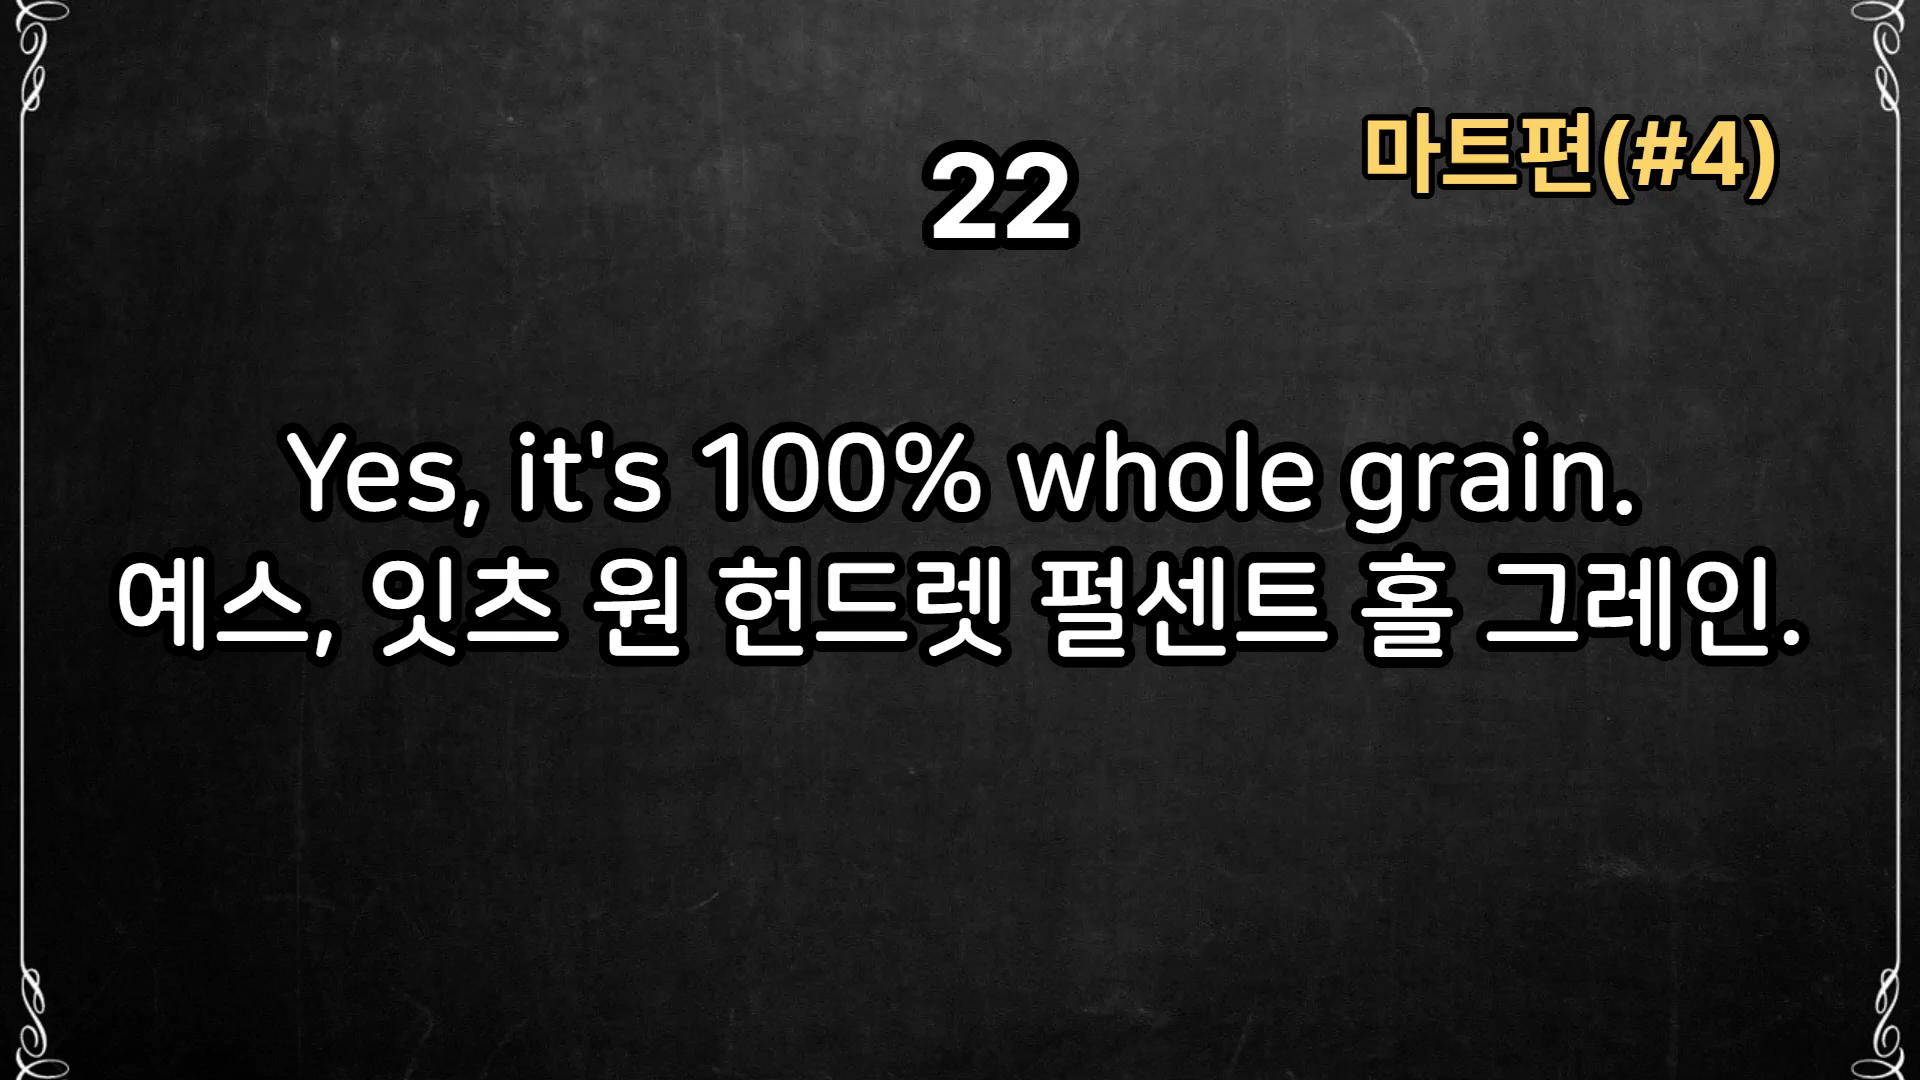 마트편(#4)
22
Yes, it's 100% whole grain.
예스, 잇츠 원 헌드렛 펄센트 홀 그레인.